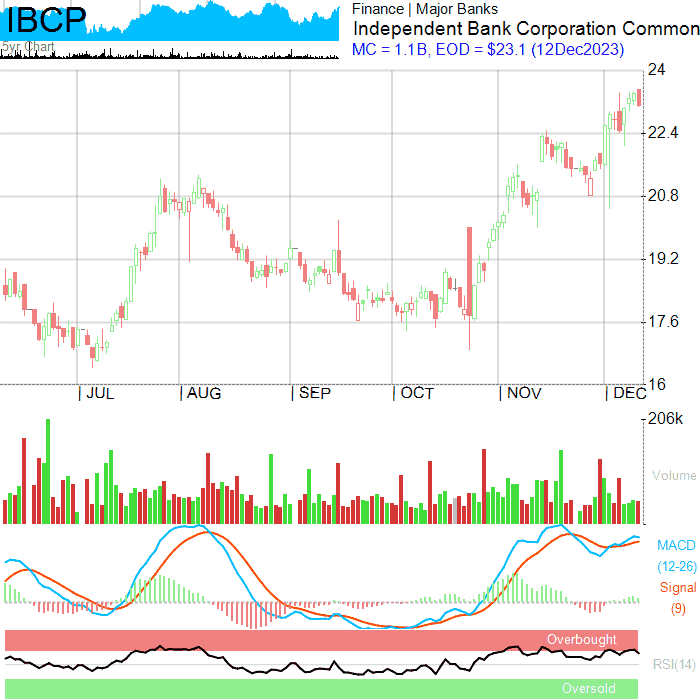 IBCP
5yr Chart
Finance | Major Banks
Independent Bank Corporation Common
MC = 1.1B, EOD = $23.1 (12Dec2023)
24
22.4
20.8
19.2
17.6
16
| JUL | AUG | SEP | OCT | NOV | DEC
206k
Volume
MACD
(12-26)
Signal
(9)
Overbought
RSI(14)
Oversold